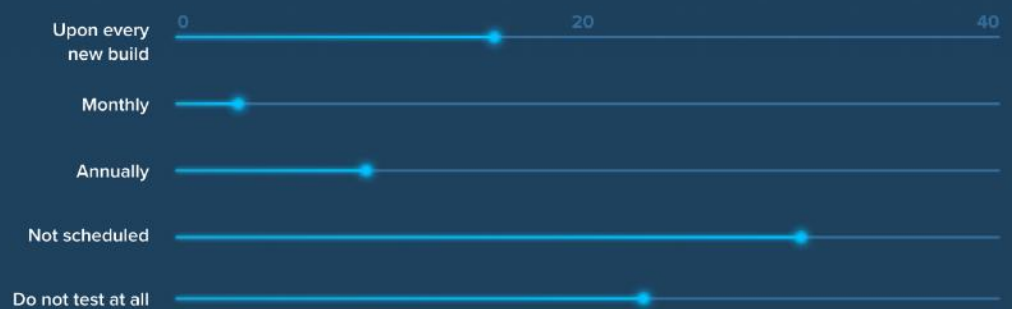 0 20 40
Upon every
new build
Monthly
Annually
Not scheduled
Do not test at all